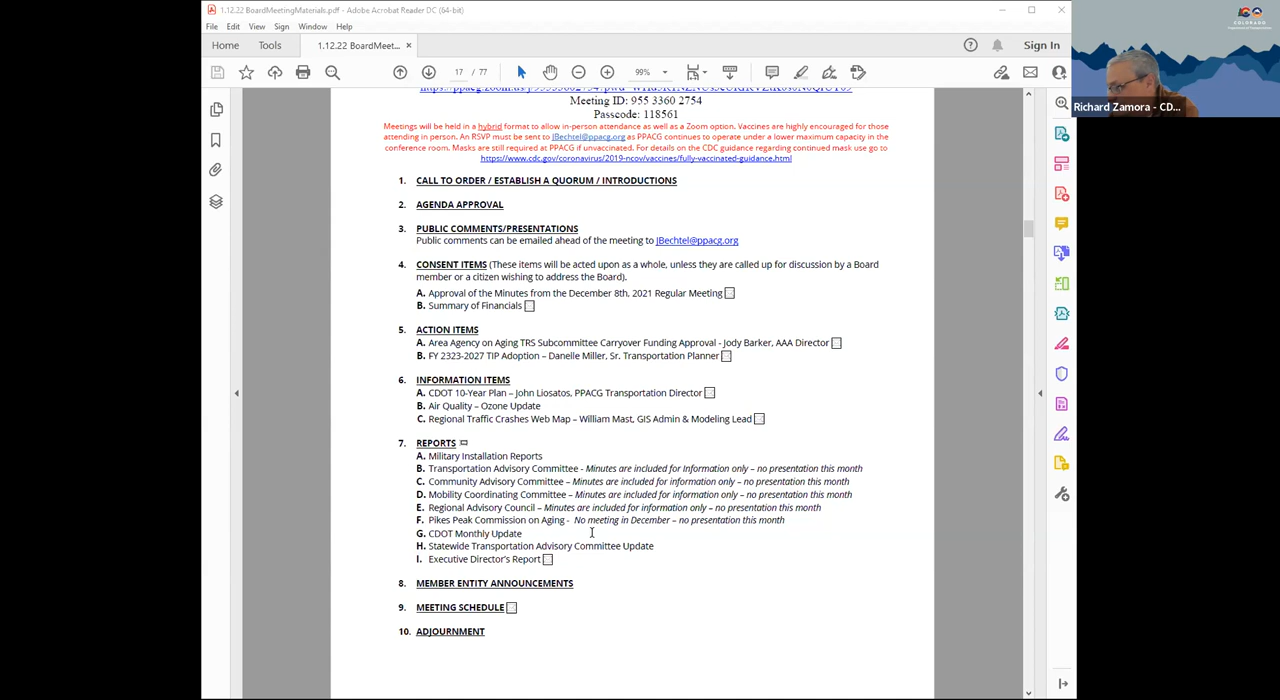 1.12.22 BoardMeetingMaterials.pdf - Adobe Acrobat Reader DC (64-bit)
File Edit View Sign Window Help
Home Tools 1.12.22 BoardMeet... × Sign In
17 / 77 99%
Meeting ID: 955 3360 2754
Passcode: 118561
Meetings will be held in a hybrid format to allow in-person attendance as well as a Zoom option. Vaccines are highly encouraged for those
attending in person. An RSVP must be sent to JBechtel@ppacg.org as PPACG continues to operate under a lower maximum capacity in the
conference room. Masks are still required at PPACG if unvaccinated. For details on the CDC guidance regarding continued mask use go to
https://www.cdc.gov/coronavirus/2019-ncov/vaccines/fully-vaccinated-guidance.html
1. CALL TO ORDER / ESTABLISH A QUORUM / INTRODUCTIONS
2. AGENDA APPROVAL
3. PUBLIC COMMENTS/PRESENTATIONS
Public comments can be emailed ahead of the meeting to JBechtel@ppacg.org
4. CONSENT ITEMS (These items will be acted upon as a whole, unless they are called up for discussion by a Board
member or a citizen wishing to address the Board).
A. Approval of the Minutes from the December 8th, 2021 Regular Meeting
B. Summary of Financials
5. ACTION ITEMS
A. Area Agency on Aging TRS Subcommittee Carryover Funding Approval - Jody Barker, AAA Director
B. FY 2323-2027 TIP Adoption – Danelle Miller, Sr. Transportation Planner
6. INFORMATION ITEMS
A. CDOT 10-Year Plan – John Liosatos, PPACG Transportation Director
B. Air Quality – Ozone Update
C. Regional Traffic Crashes Web Map – William Mast, GIS Admin & Modeling Lead
7. REPORTS
A. Military Installation Reports
B. Transportation Advisory Committee - Minutes are included for Information only – no presentation this month
C. Community Advisory Committee – Minutes are included for information only – no presentation this month
D. Mobility Coordinating Committee – Minutes are included for information only – no presentation this month
E. Regional Advisory Council – Minutes are included for information only – no presentation this month
F. Pikes Peak Commission on Aging - No meeting in December – no presentation this month
G. CDOT Monthly Update
H. Statewide Transportation Advisory Committee Update
I. Executive Director's Report
8. MEMBER ENTITY ANNOUNCEMENTS
9. MEETING SCHEDULE
10. ADJOURNMENT
COLORADO
Richard Zamora - CD...